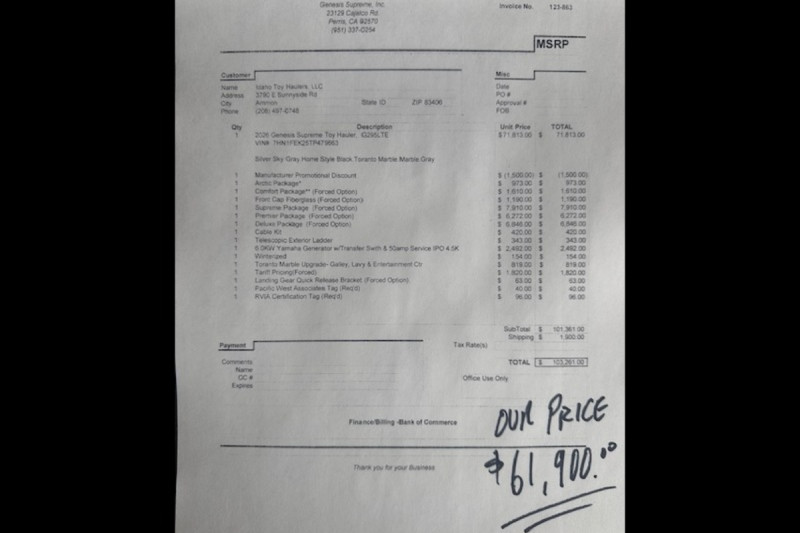 Genesis Supreme, Inc.
23129 Cajalco Rd.
Perris, CA 92570
(951) 337-0254
Invoice No. 123-863
MSRP
Customer
Misc
Name Idaho Toy Haulers, LLC
Address 3790 E Sunnyside Rd
City Ammon State ID ZIP 83406
Phone (208) 497-0748
Date
PO #
Approval #
FOB
Qty Description Unit Price TOTAL
1 2026 Genesis Supreme Toy Hauler, $71,813.00 $ 71,813.00
VIN#
Silver Sky Gray Home Style Black Toranto Marble Marble Gray
1 Manufacturer Promotional Discount $ (1,500.00) $ (1,500.00)
1 Arctic Package* $ 973.00 $ 973.00
1 Comfort Package** (Forced Option) $ 1,610.00 $ 1,610.00
1 Front Cap Fiberglass (Forced Option) $ 1,190.00 $ 1,190.00
1 Supreme Package (Forced Option) $ 7,910.00 $ 7,910.00
1 Premier Package (Forced Option) $ 6,272.00 $ 6,272.00
1 Deluxe Package (Forced Option) $ 6,846.00 $ 6,846.00
1 Cable Kit $ 420.00 $ 420.00
1 Telescopic Exterior Ladder $ 343.00 $ 343.00
1 6.0KW Yamaha Generator w/Transfer Swith & 50amp Service IPO 4.5K $ 2,492.00 $ 2,492.00
1 Winterized $ 154.00 $ 154.00
1 Toranto Marble Upgrade- Galley, Lavy & Entertainment Ctr $ 819.00 $ 819.00
1 Tariff Pricing(Forced) $ 1,820.00 $ 1,820.00
1 Landing Gear Quick Release Bracket (Forced Option) $ 63.00 $ 63.00
1 Pacific West Associates Tag (Req'd) $ 40.00 $ 40.00
1 RVIA Certification Tag (Req'd) $ 96.00 $ 96.00
SubTotal $ 101,361.00
Shipping $ 1,900.00
Payment
Tax Rate(s)
Comments
TOTAL $ 103,261.00
Name
CC #
Expires
Office Use Only
OUR PRICE
$61,900.00
Finance/Billing -Bank of Commerce
Thank you for your Business